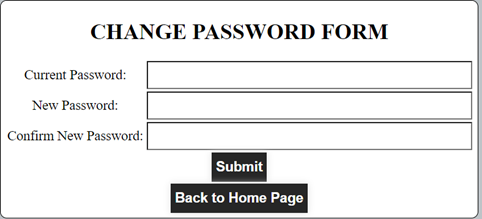 CHANGE PASSWORD FORM
Current Password:
New Password:
Confirm New Password:
Submit
Back to Home Page